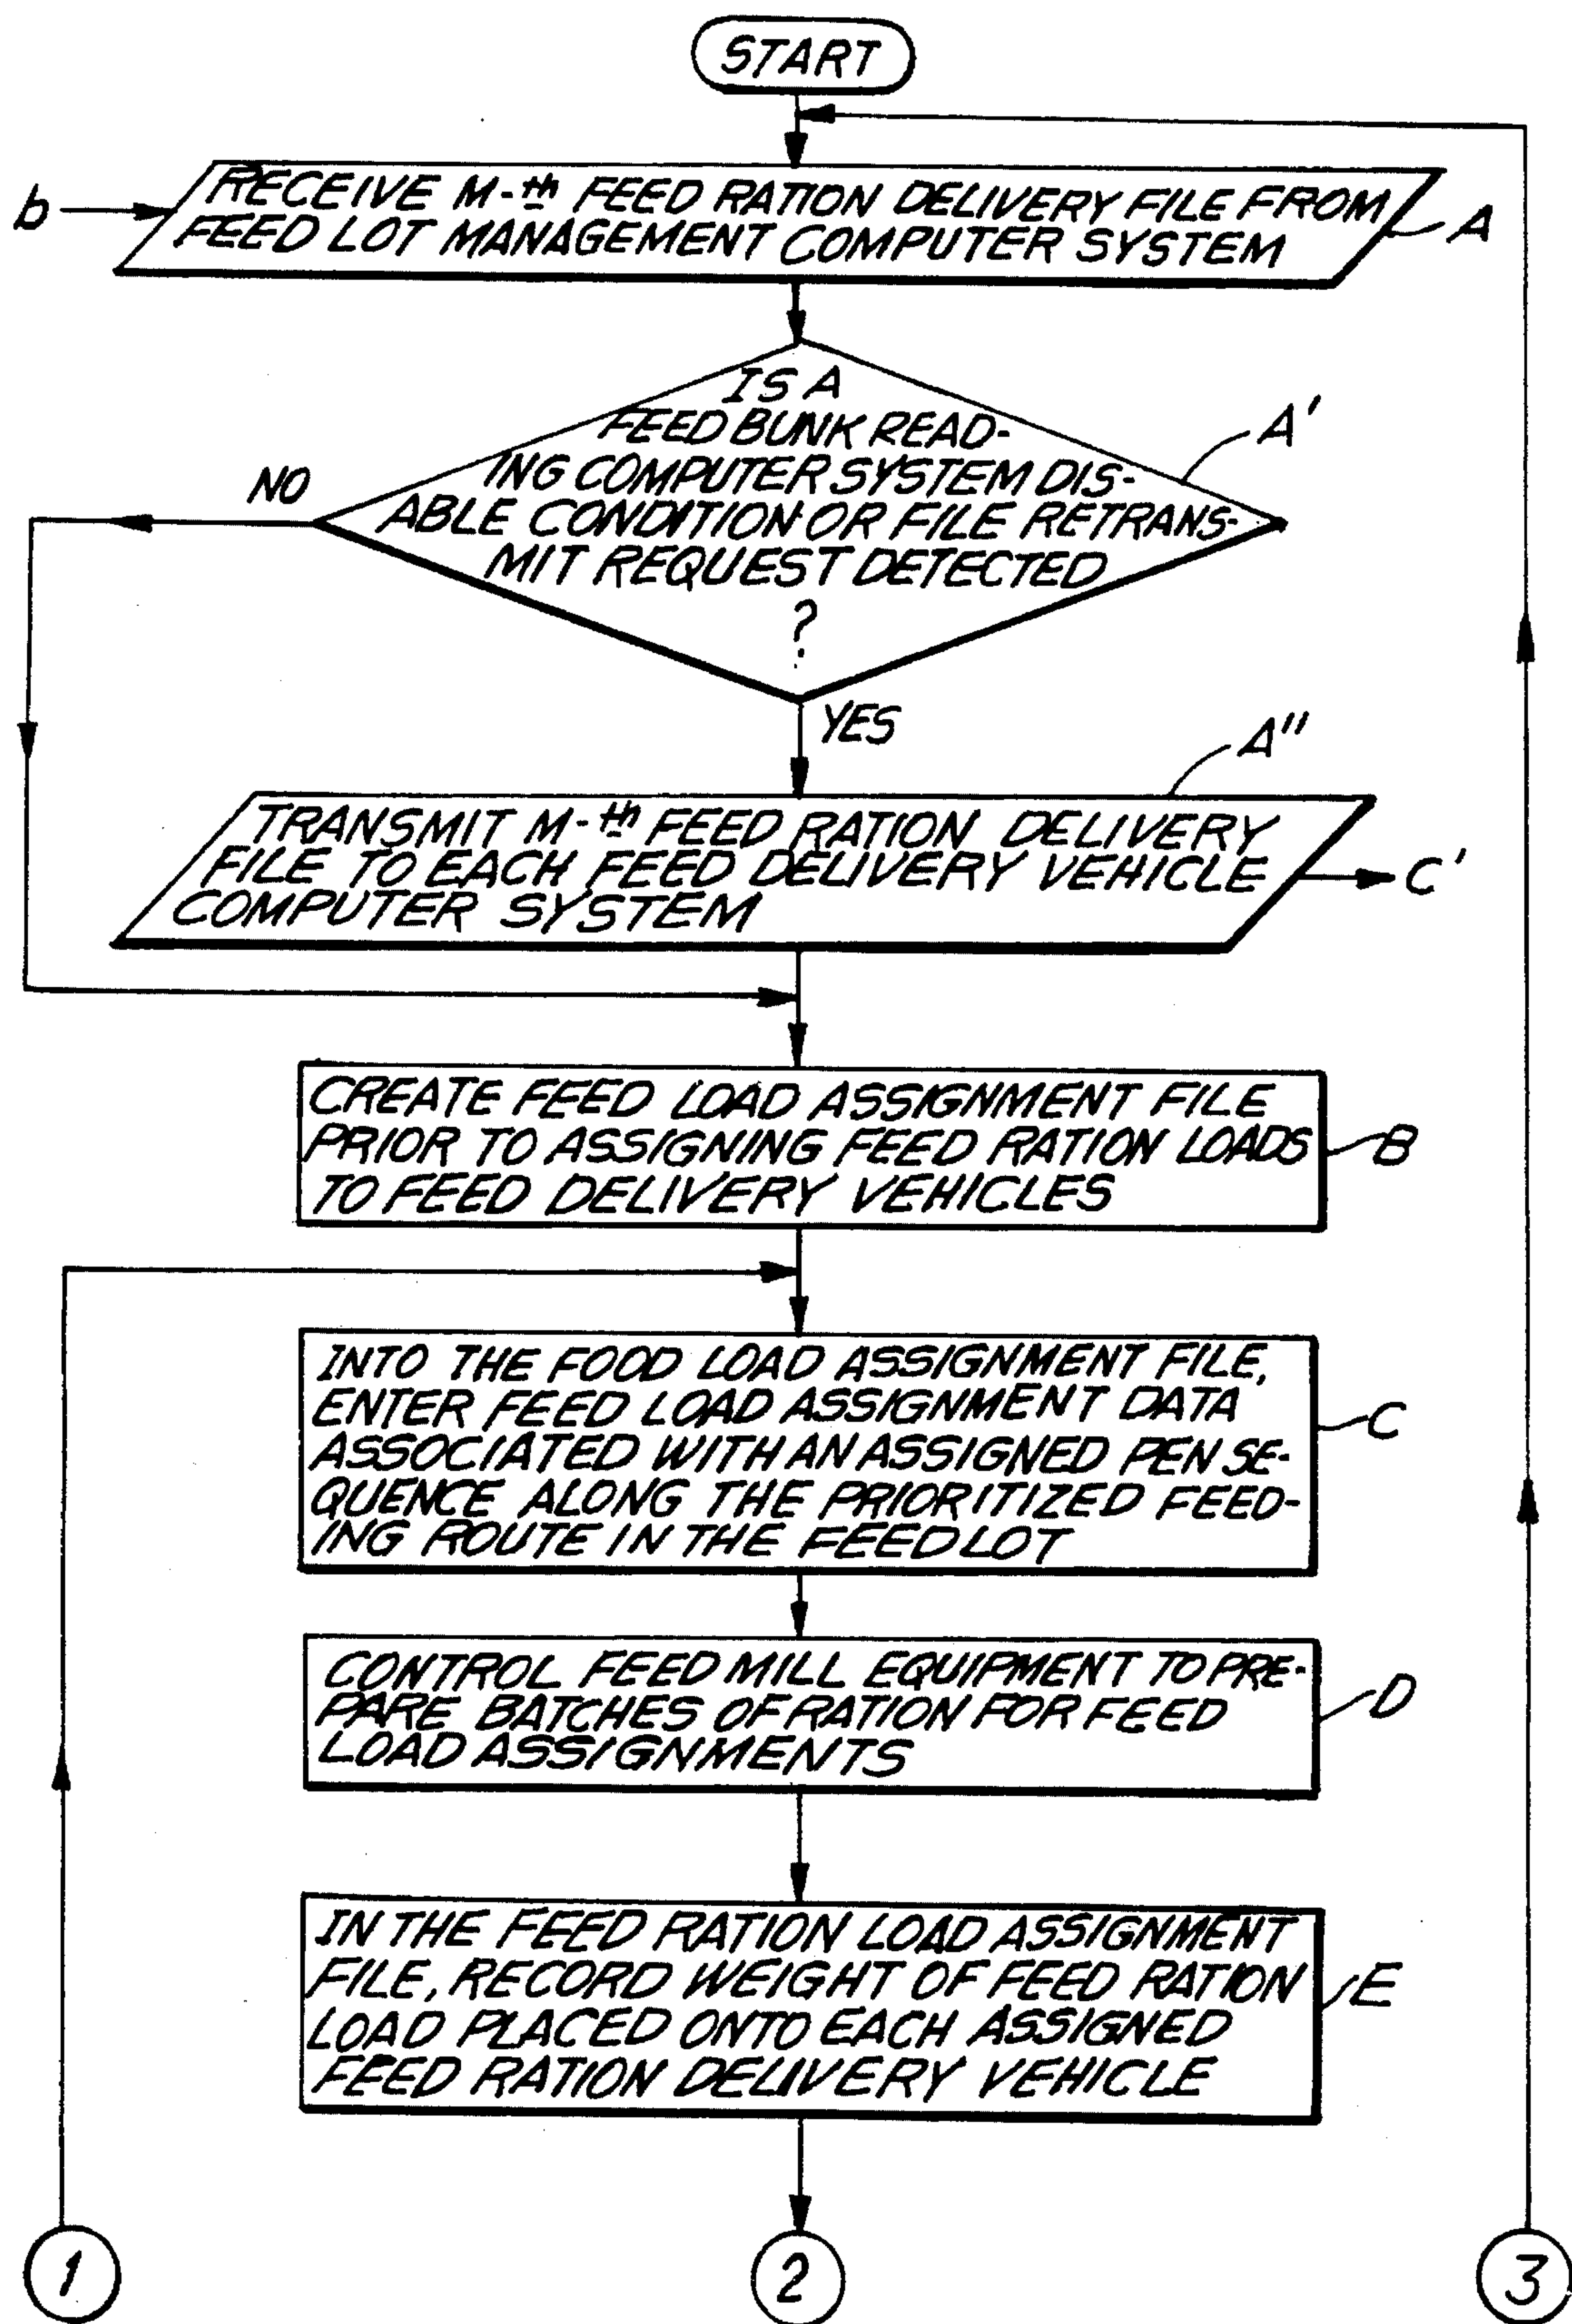 START
RECEIVE M-th FEED RATION DELIVERY FILE FROM
FEED LOT MANAGEMENT COMPUTER SYSTEM
b
A
IS A
FEED BUNK READ-
ING COMPUTER SYSTEM DIS-
ABLE CONDITION OR FILE RETRANS-
MIT REQUEST DETECTED
?
A'
NO
YES
A"
TRANSMIT M-th FEED RATION DELIVERY
FILE TO EACH FEED DELIVERY VEHICLE
COMPUTER SYSTEM
C'
CREATE FEED LOAD ASSIGNMENT FILE
PRIOR TO ASSIGNING FEED RATION LOADS
TO FEED DELIVERY VEHICLES
B
INTO THE FOOD LOAD ASSIGNMENT FILE,
ENTER FEED LOAD ASSIGNMENT DATA
ASSOCIATED WITH AN ASSIGNED PEN SE-
QUENCE ALONG THE PRIORITIZED FEED-
ING ROUTE IN THE FEEDLOT
C
CONTROL FEED MILL EQUIPMENT TO PRE-
PARE BATCHES OF RATION FOR FEED
LOAD ASSIGNMENTS
D
IN THE FEED RATION LOAD ASSIGNMENT
FILE, RECORD WEIGHT OF FEED RATION
LOAD PLACED ONTO EACH ASSIGNED
FEED RATION DELIVERY VEHICLE
E
1
2
3